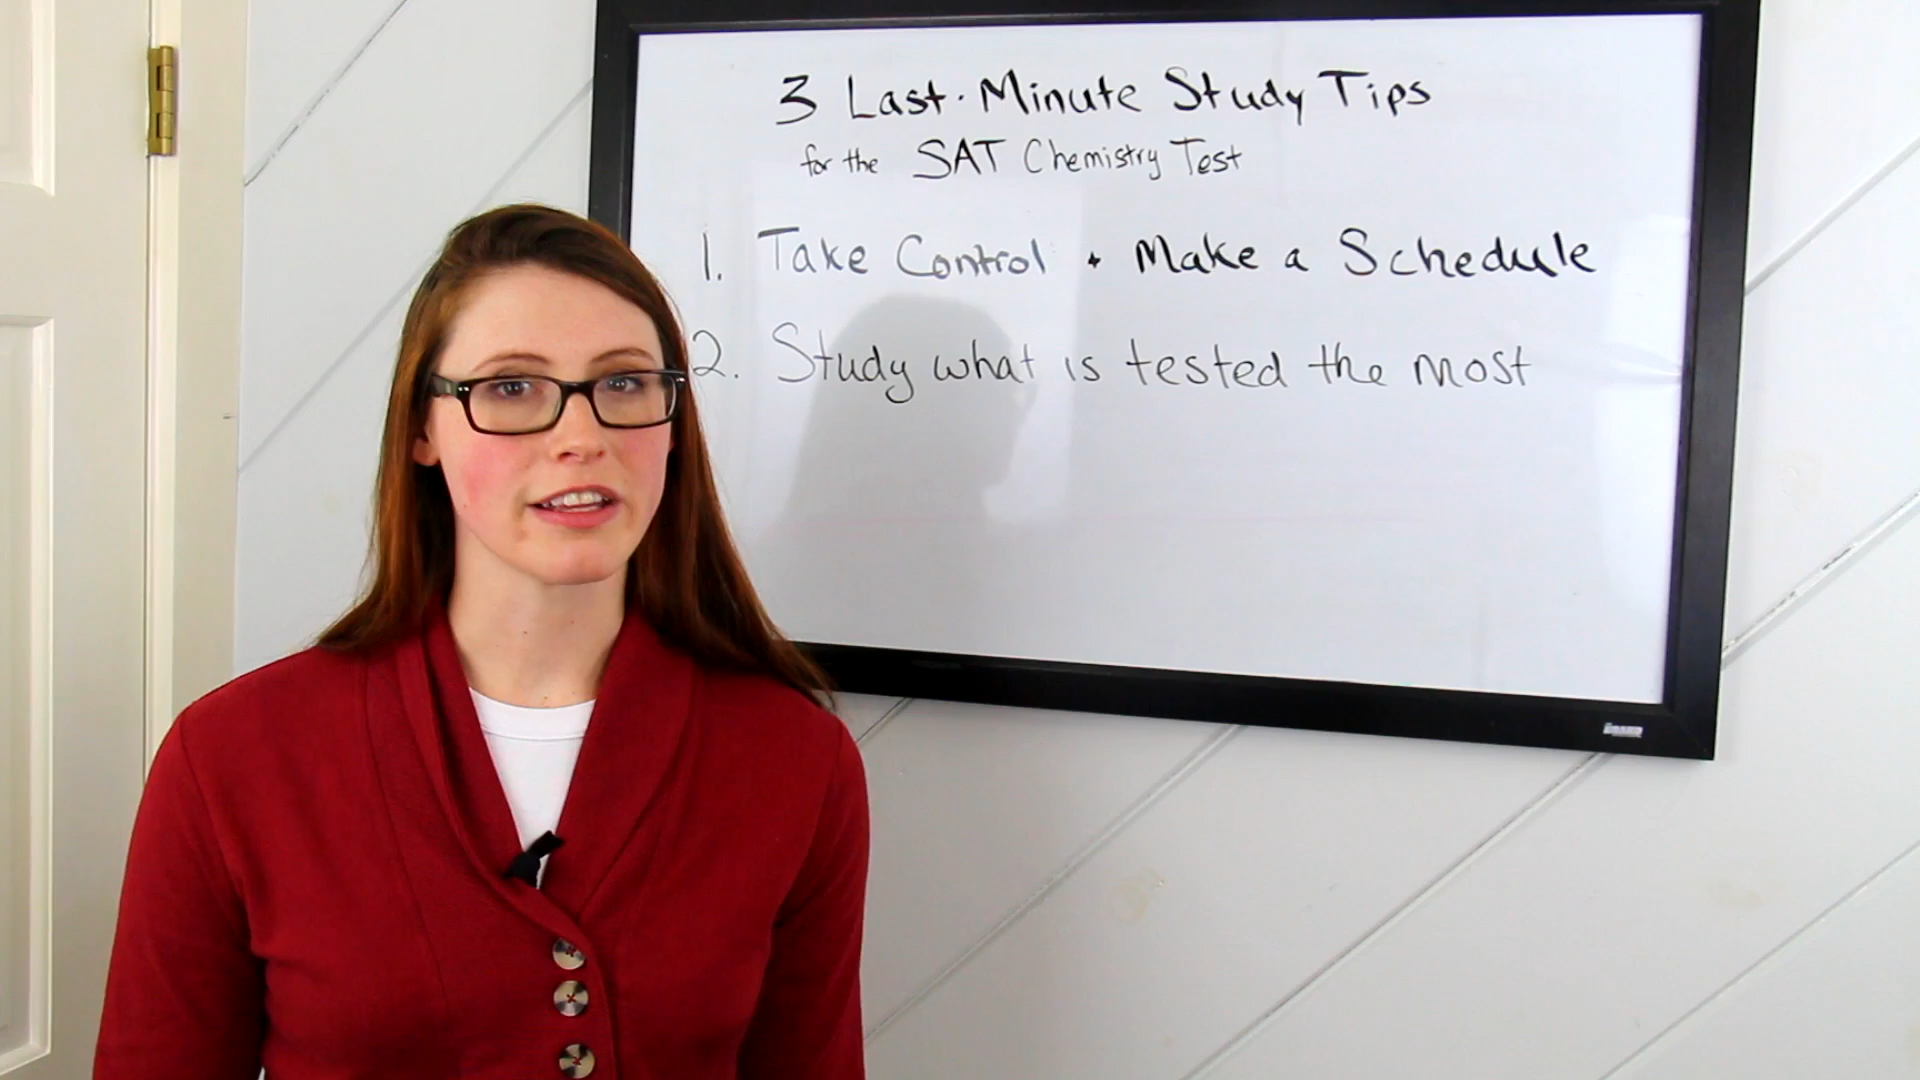 3 Last-Minute Study Tips
for the SAT Chemistry Test
1. Take Control + Make a Schedule
2. Study what is tested the most